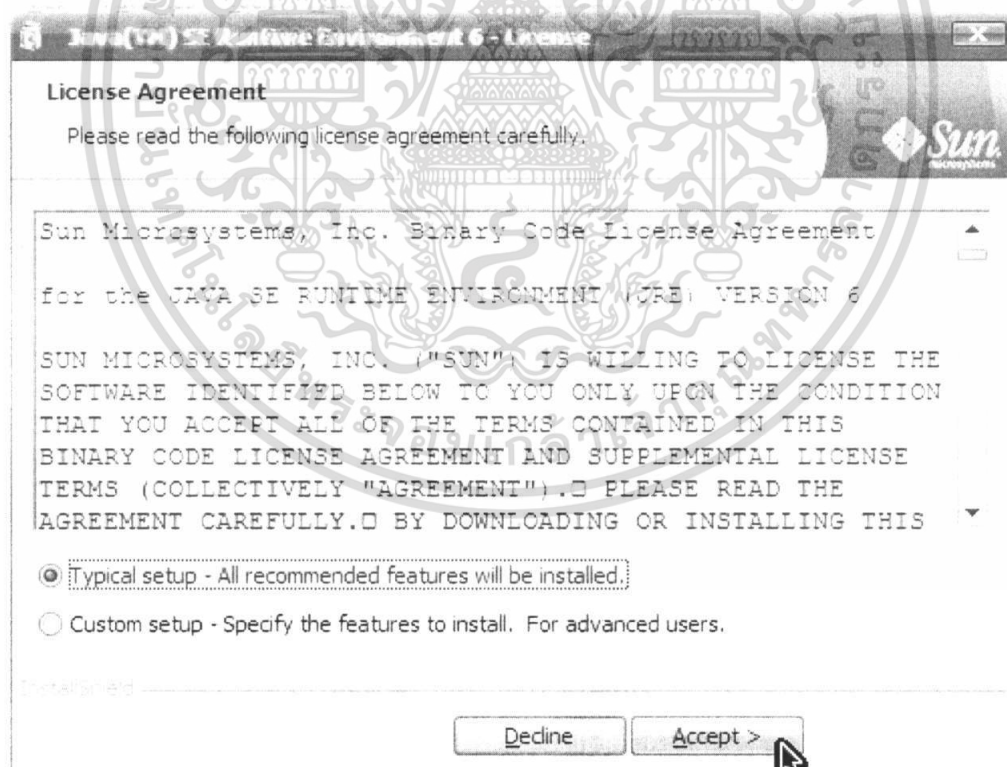 Java(TM) SE Runtime Environment 6 - License
License Agreement
Please read the following license agreement carefully.
Sun
microsystems
Sun Microsystems, Inc. Binary Code License Agreement
for the JAVA SE RUNTIME ENVIRONMENT (JRE) VERSION 6
SUN MICROSYSTEMS, INC. ("SUN") IS WILLING TO LICENSE THE
SOFTWARE IDENTIFIED BELOW TO YOU ONLY UPON THE CONDITION
THAT YOU ACCEPT ALL OF THE TERMS CONTAINED IN THIS
BINARY CODE LICENSE AGREEMENT AND SUPPLEMENTAL LICENSE
TERMS (COLLECTIVELY "AGREEMENT").□ PLEASE READ THE
AGREEMENT CAREFULLY.□ BY DOWNLOADING OR INSTALLING THIS
Typical setup - All recommended features will be installed.
Custom setup - Specify the features to install. For advanced users.
InstallShield
Decline
Accept >